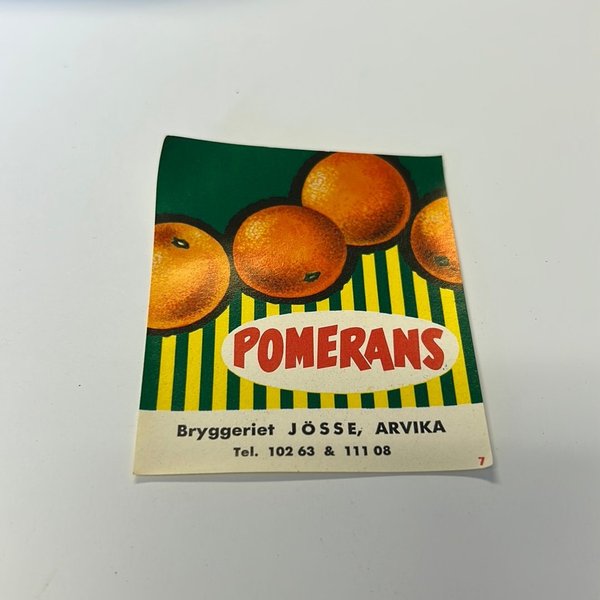 POMERANS
Bryggeriet JÖSSE, ARVIKA
Tel. 102 63 & 111 08
7